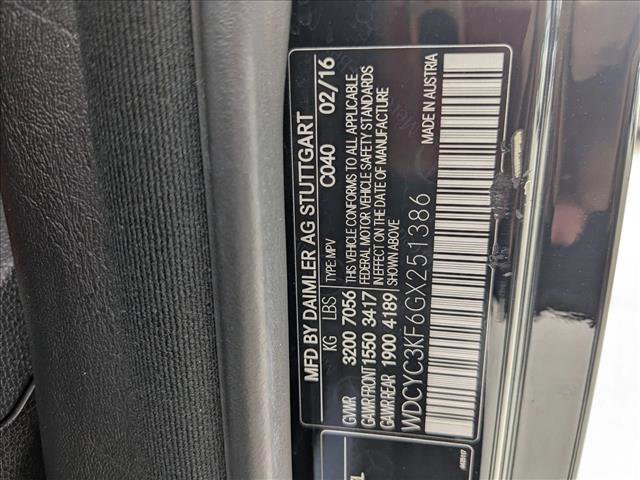 MFD BY DAIMLER AG STUTTGART
C040 02/16
KG LBS TYPE: MPV
GVWR 3200 7056 THIS VEHICLE CONFORMS TO ALL APPLICABLE
GAWR FRONT 1550 3417 FEDERAL MOTOR VEHICLE SAFETY STANDARDS
IN EFFECT ON THE DATE OF MANUFACTURE
GAWR REAR 1900 4189 SHOWN ABOVE
WDCYC3KF6GX251386
MADE IN AUSTRIA